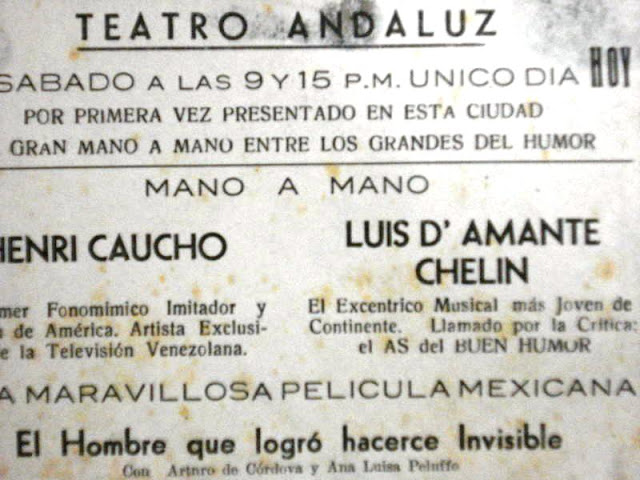 TEATRO ANDALUZ
SABADO A LAS 9 Y 15 P.M. UNICO DIA HOY
POR PRIMERA VEZ PRESENTADO EN ESTA CIUDAD
GRAN MANO A MANO ENTRE LOS GRANDES DEL HUMOR
MANO A MANO
HENRI CAUCHO
mer Fonomimico Imitador y
de América. Artista Exclusi-
e la Televisión Venezolana.
LUIS D' AMANTE
CHELIN
El Excentrico Musical más Joven de
Continente. Llamado por la Critica:
el AS del BUEN HUMOR
A MARAVILLOSA PELICULA MEXICANA
El Hombre que logró hacerce Invisible
Con Arturo de Córdova y Ana Luisa Peluffo